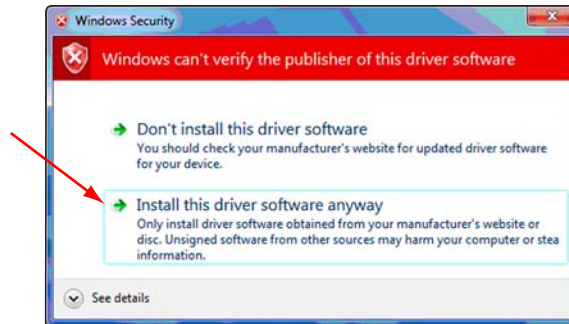 Windows Security
Windows can't verify the publisher of this driver software
Don't install this driver software
You should check your manufacturer's website for updated driver software
for your device.
Install this driver software anyway
Only install driver software obtained from your manufacturer's website or
disc. Unsigned software from other sources may harm your computer or stea
information.
See details